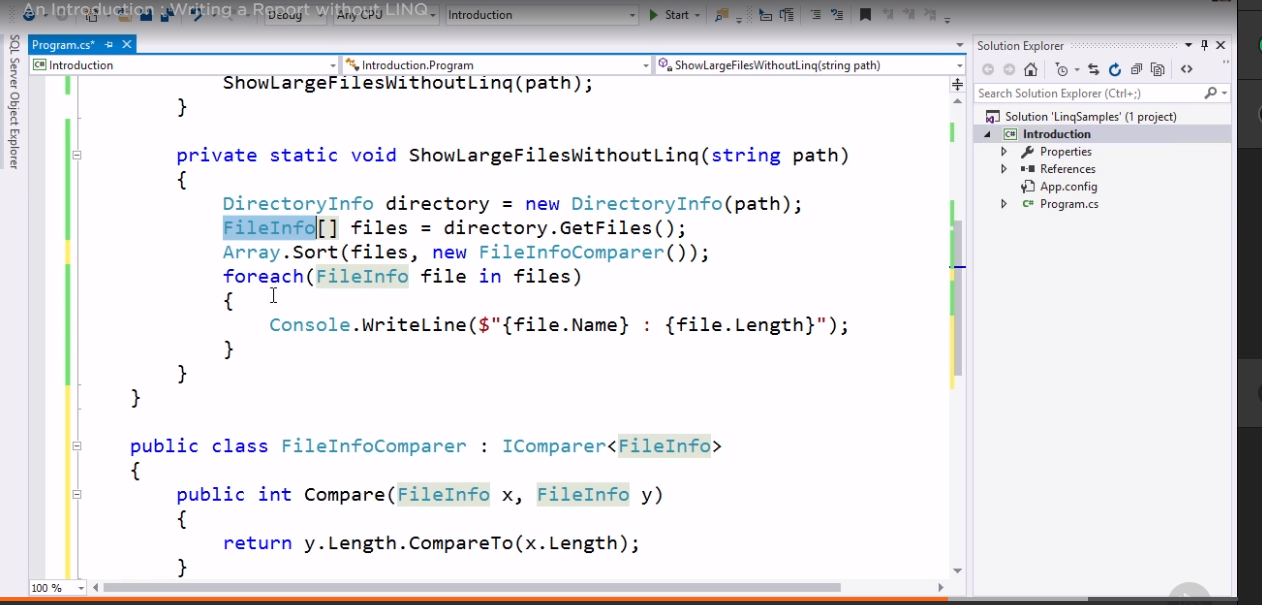 An Introduction : Writing a Report without LINQ
Debug Any CPU Introduction Start
SQL Server Object Explorer
Program.cs*
Introduction Introduction.Program ShowLargeFilesWithoutLinq(string path)
ShowLargeFilesWithoutLinq(path);
}
private static void ShowLargeFilesWithoutLinq(string path)
{
DirectoryInfo directory = new DirectoryInfo(path);
FileInfo[] files = directory.GetFiles();
Array.Sort(files, new FileInfoComparer());
foreach(FileInfo file in files)
{
Console.WriteLine($"{file.Name} : {file.Length}");
}
}
}
public class FileInfoComparer : IComparer<FileInfo>
{
public int Compare(FileInfo x, FileInfo y)
{
return y.Length.CompareTo(x.Length);
}
100 %
Solution Explorer
Search Solution Explorer (Ctrl+;)
Solution 'LinqSamples' (1 project)
C# Introduction
Properties
References
App.config
C# Program.cs